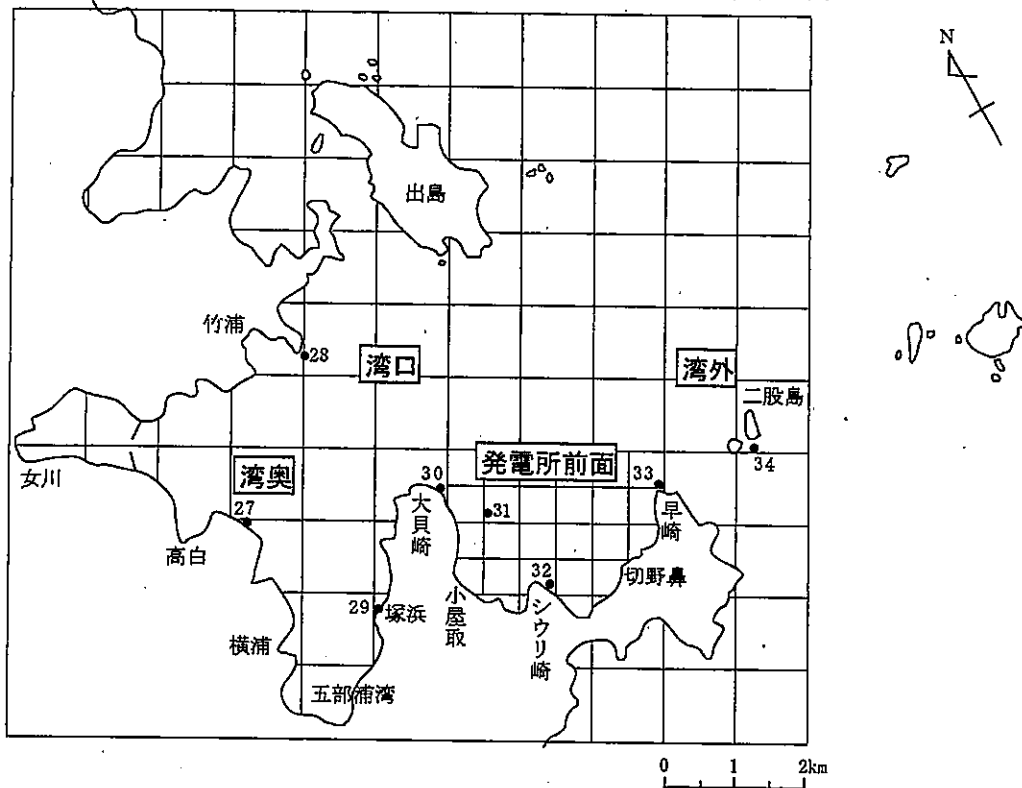 N
出島
竹浦
28
湾口
湾外
二股島
34
女川
湾奥
発電所前面
30
33
27
31
大貝崎
早崎
高白
32
切野鼻
29
塚浜
小屋取
シウリ崎
横浦
五部浦湾
0 1 2km